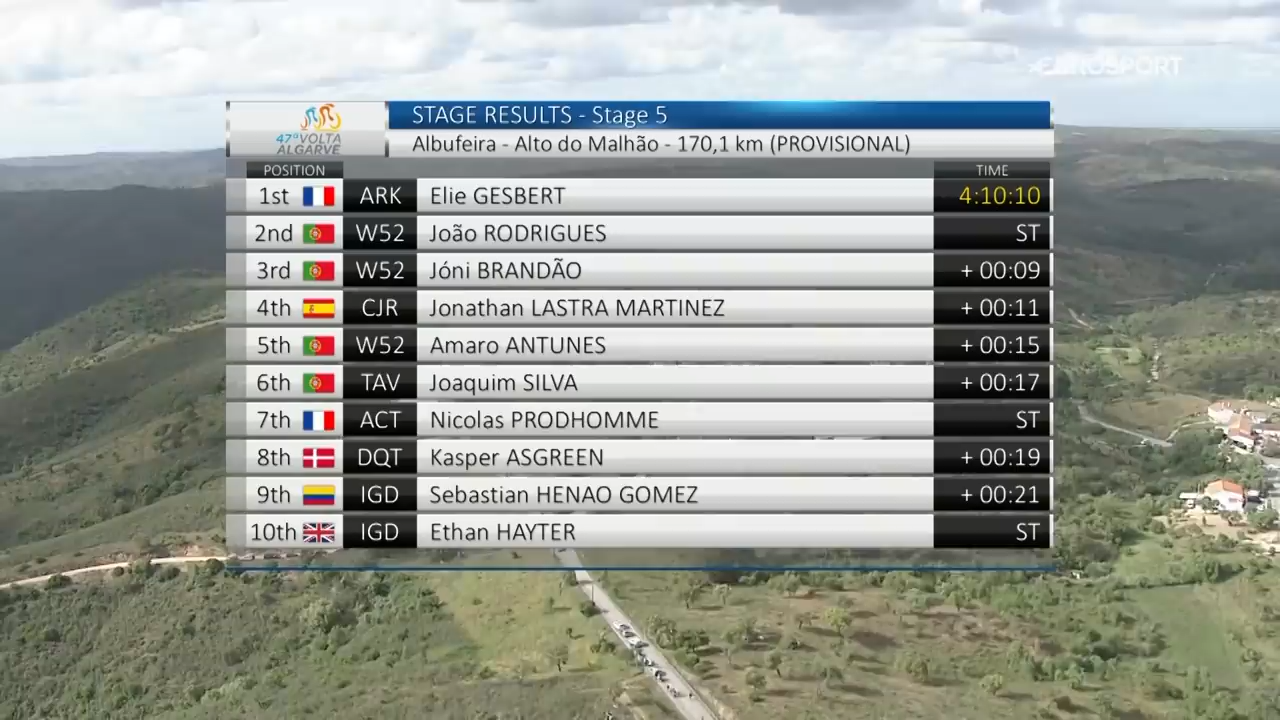 EUROSPORT
47ª VOLTA
ALGARVE
STAGE RESULTS - Stage 5
Albufeira - Alto do Malhão - 170,1 km (PROVISIONAL)
POSITION TIME
1st ARK Elie GESBERT 4:10:10
2nd W52 João RODRIGUES ST
3rd W52 Jóni BRANDÃO + 00:09
4th CJR Jonathan LASTRA MARTINEZ + 00:11
5th W52 Amaro ANTUNES + 00:15
6th TAV Joaquim SILVA + 00:17
7th ACT Nicolas PRODHOMME ST
8th DQT Kasper ASGREEN + 00:19
9th IGD Sebastian HENAO GOMEZ + 00:21
10th IGD Ethan HAYTER ST